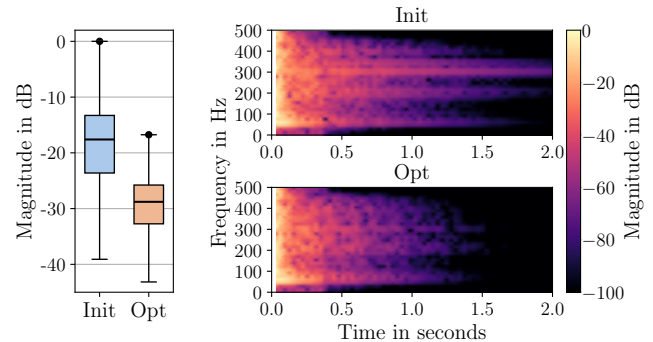 Magnitude in dB
0
-10
-20
-30
-40
Init Opt
Init
Frequency in Hz
500
400
300
200
100
0
0.0 0.5 1.0 1.5 2.0
Opt
500
400
300
200
100
0
0.0 0.5 1.0 1.5 2.0
Time in seconds
0
−20
−40
−60
−80
−100
Magnitude in dB